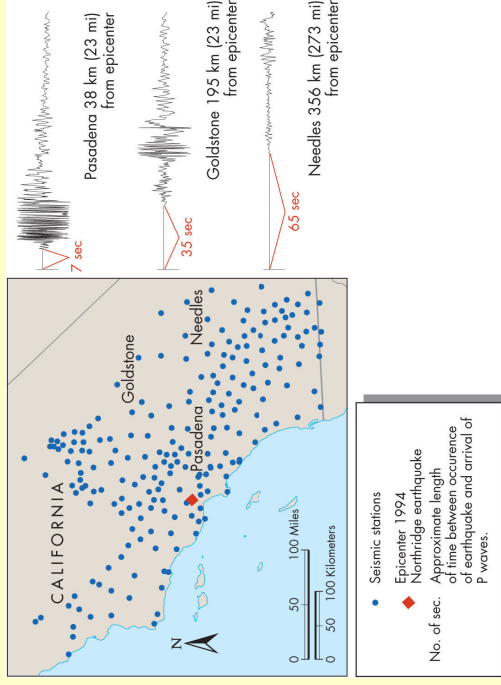 CALIFORNIA
Goldstone
Needles
Pasadena
N
0 50 100 Miles
0 50 100 Kilometers
7 sec
Pasadena 38 km (23 mi)
from epicenter
35 sec
Goldstone 195 km (23 mi)
from epicenter
65 sec
Needles 356 km (273 mi)
from epicenter
Seismic stations
Epicenter 1994
Northridge earthquake
No. of sec. Approximate length
of time between occurence
of earthquake and arrival of
P waves.